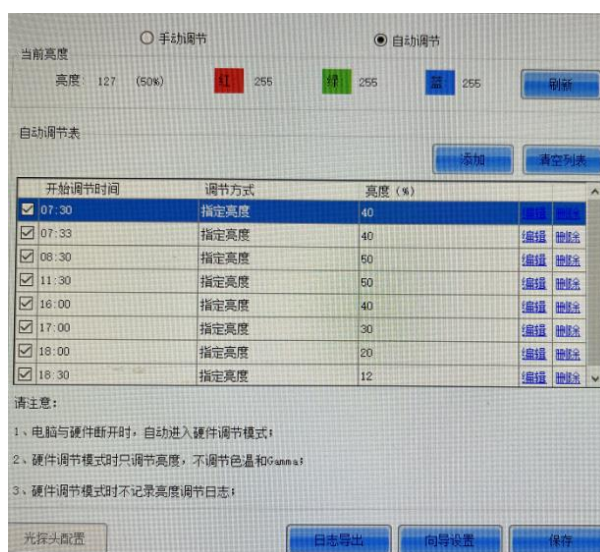 手动调节 自动调节
当前亮度
亮度 127 (50%) 红 255 绿 255 蓝 255 刷新
自动调节表
添加 清空列表
开始调节时间 调节方式 亮度 (%)
07:30 指定亮度 40 编辑 删除
07:33 指定亮度 40 编辑 删除
08:30 指定亮度 50 编辑 删除
11:30 指定亮度 50 编辑 删除
16:00 指定亮度 40 编辑 删除
17:00 指定亮度 30 编辑 删除
18:00 指定亮度 20 编辑 删除
18:30 指定亮度 12 编辑 删除
请注意:
1、电脑与硬件断开时,自动进入硬件调节模式;
2、硬件调节模式时只调节亮度,不调节色温和Gamma;
3、硬件调节模式时不记录亮度调节日志;
光探头配置 日志导出 向导设置 保存